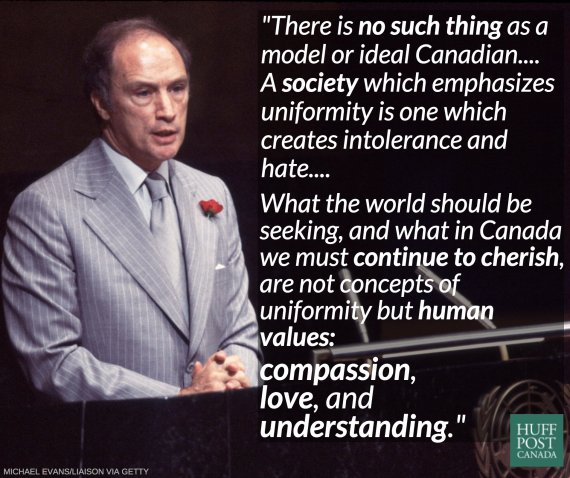 "There is no such thing as a
model or ideal Canadian....
A society which emphasizes
uniformity is one which
creates intolerance and
hate....
What the world should be
seeking, and what in Canada
we must continue to cherish,
are not concepts of
uniformity but human
values:
compassion,
love, and
understanding."
HUFF
POST
CANADA
MICHAEL EVANS/LIAISON VIA GETTY